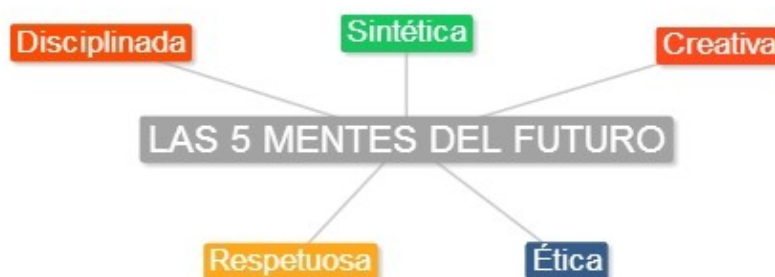 Disciplinada
Sintética
Creativa
LAS 5 MENTES DEL FUTURO
Respetuosa
Ética